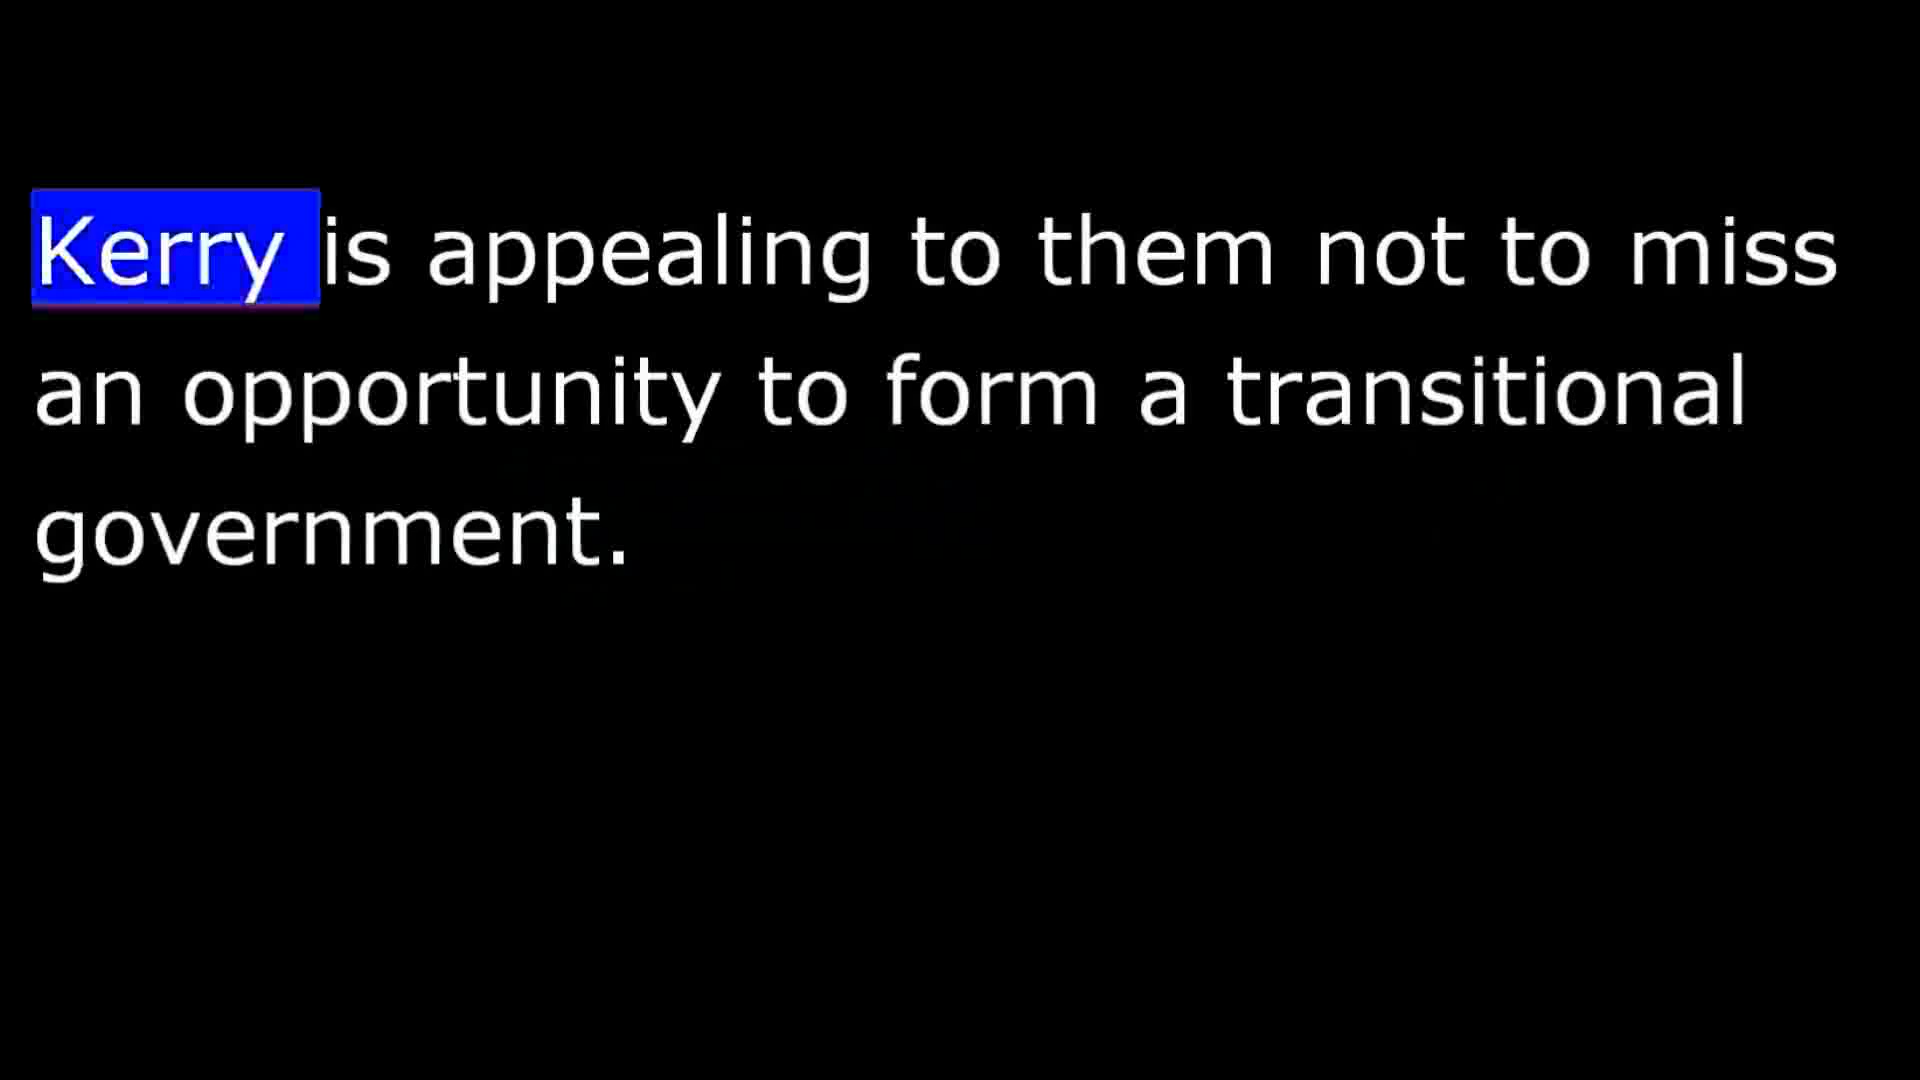 Kerry is appealing to them not to miss
an opportunity to form a transitional
government.